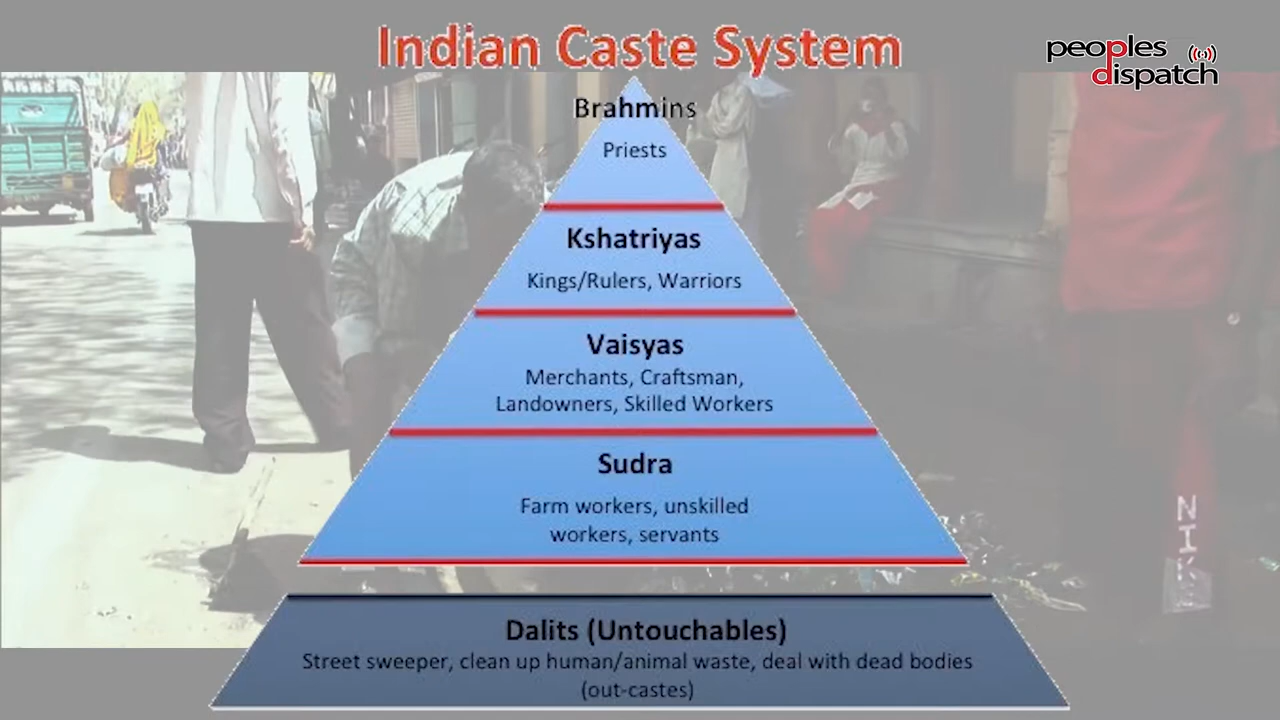 Indian Caste System
peoples
dispatch
Brahmins
Priests
Kshatriyas
Kings/Rulers, Warriors
Vaisyas
Merchants, Craftsman,
Landowners, Skilled Workers
Sudra
Farm workers, unskilled
workers, servants
Dalits (Untouchables)
Street sweeper, clean up human/animal waste, deal with dead bodies
(out-castes)